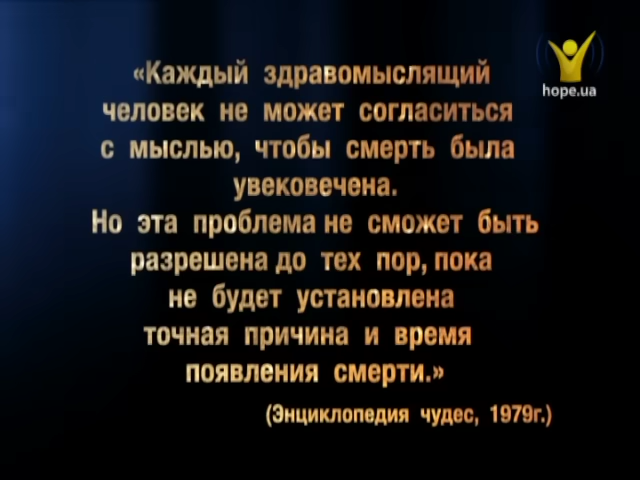 hope.ua
«Каждый здравомыслящий
человек не может согласиться
с мыслью, чтобы смерть была
увековечена.
Но эта проблема не сможет быть
разрешена до тех пор, пока
не будет установлена
точная причина и время
появления смерти.»
(Энциклопедия чудес, 1979г.)